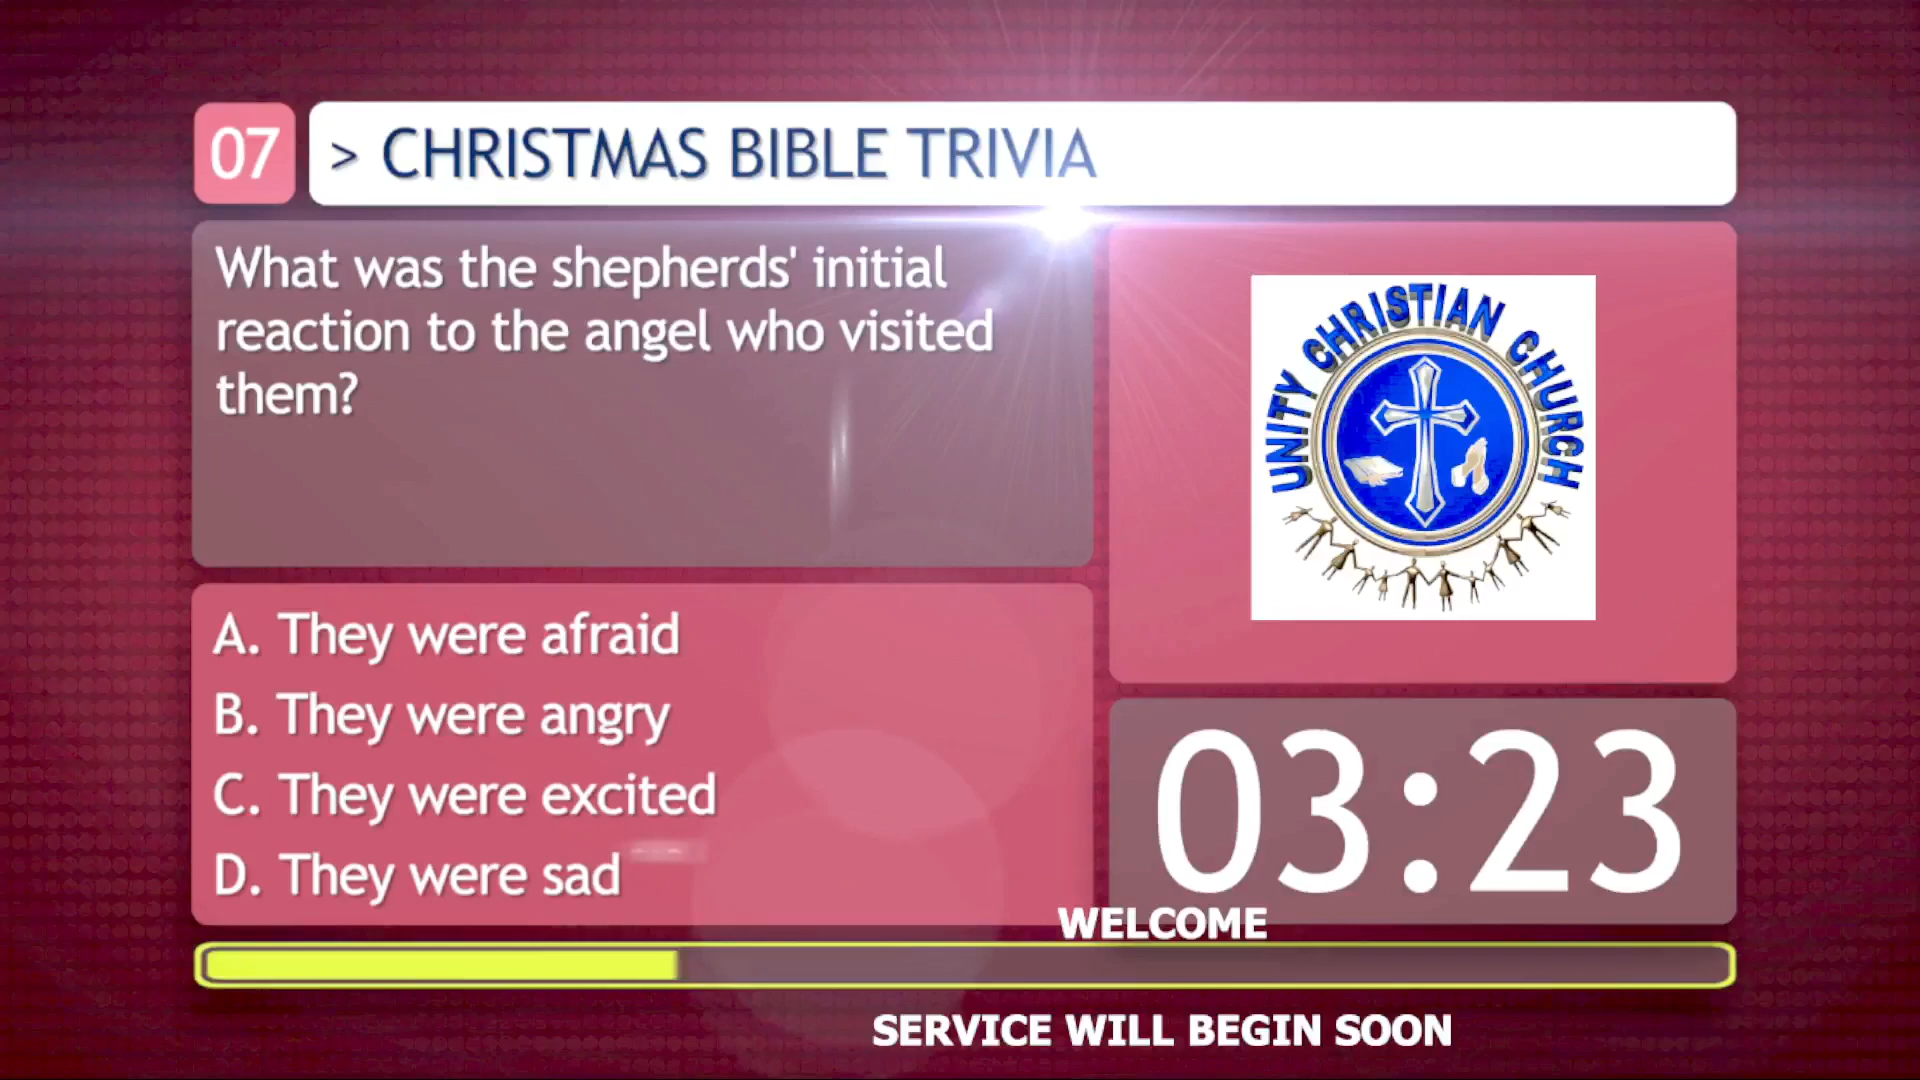 07
> CHRISTMAS BIBLE TRIVIA
What was the shepherds' initial
reaction to the angel who visited
them?
UNITY CHRISTIAN CHURCH
A. They were afraid
B. They were angry
C. They were excited
D. They were sad
03:23
WELCOME
SERVICE WILL BEGIN SOON